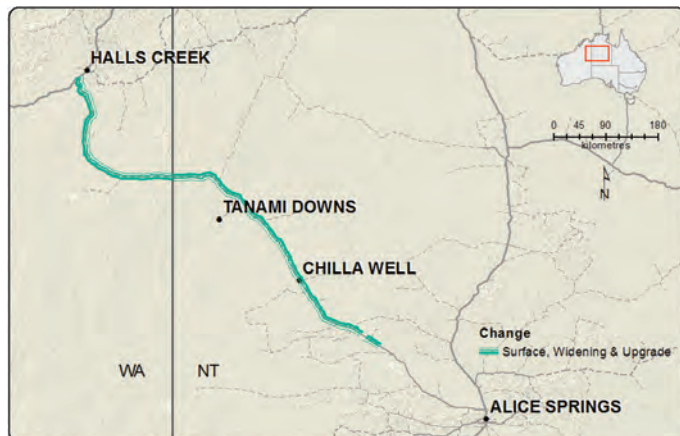 HALLS CREEK
0 45 90 180
kilometres
N
TANAMI DOWNS
CHILLA WELL
Change
Surface, Widening & Upgrade
WA NT
ALICE SPRINGS